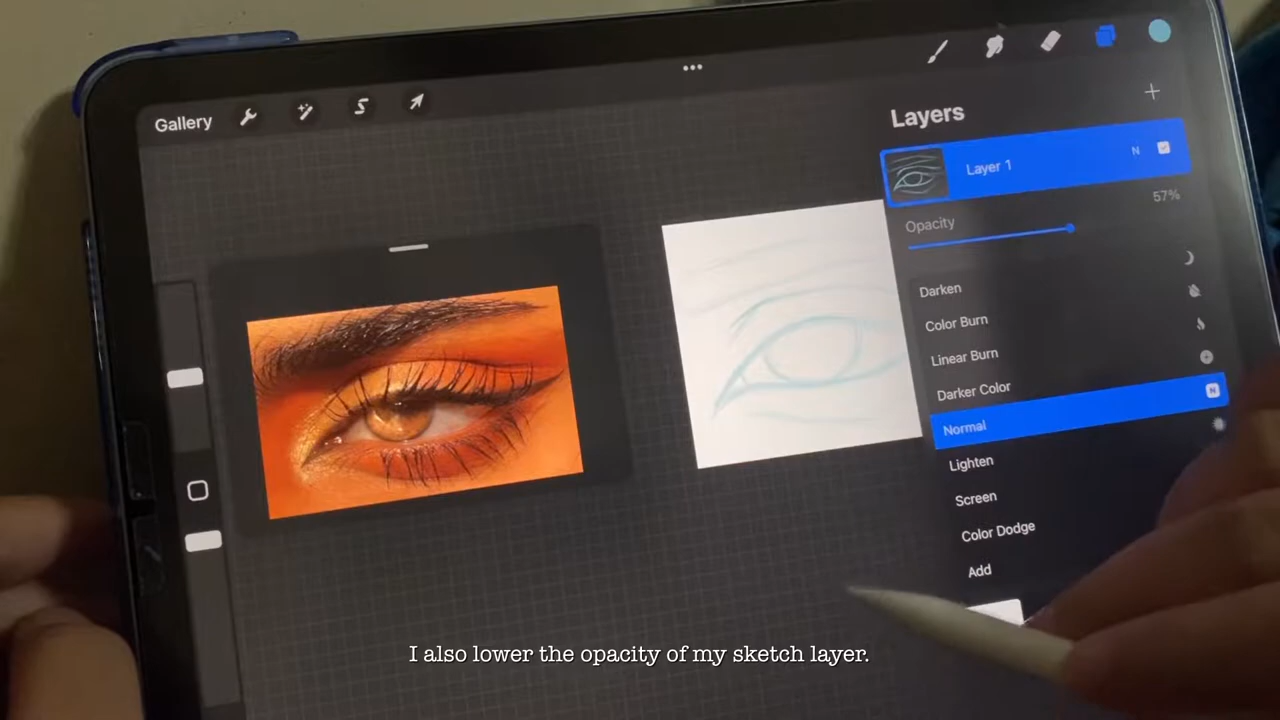 Gallery
Layers
Layer 1
N
Opacity
57%
Darken
Color Burn
Linear Burn
Darker Color
Normal
N
Lighten
Screen
Color Dodge
Add
I also lower the opacity of my sketch layer.